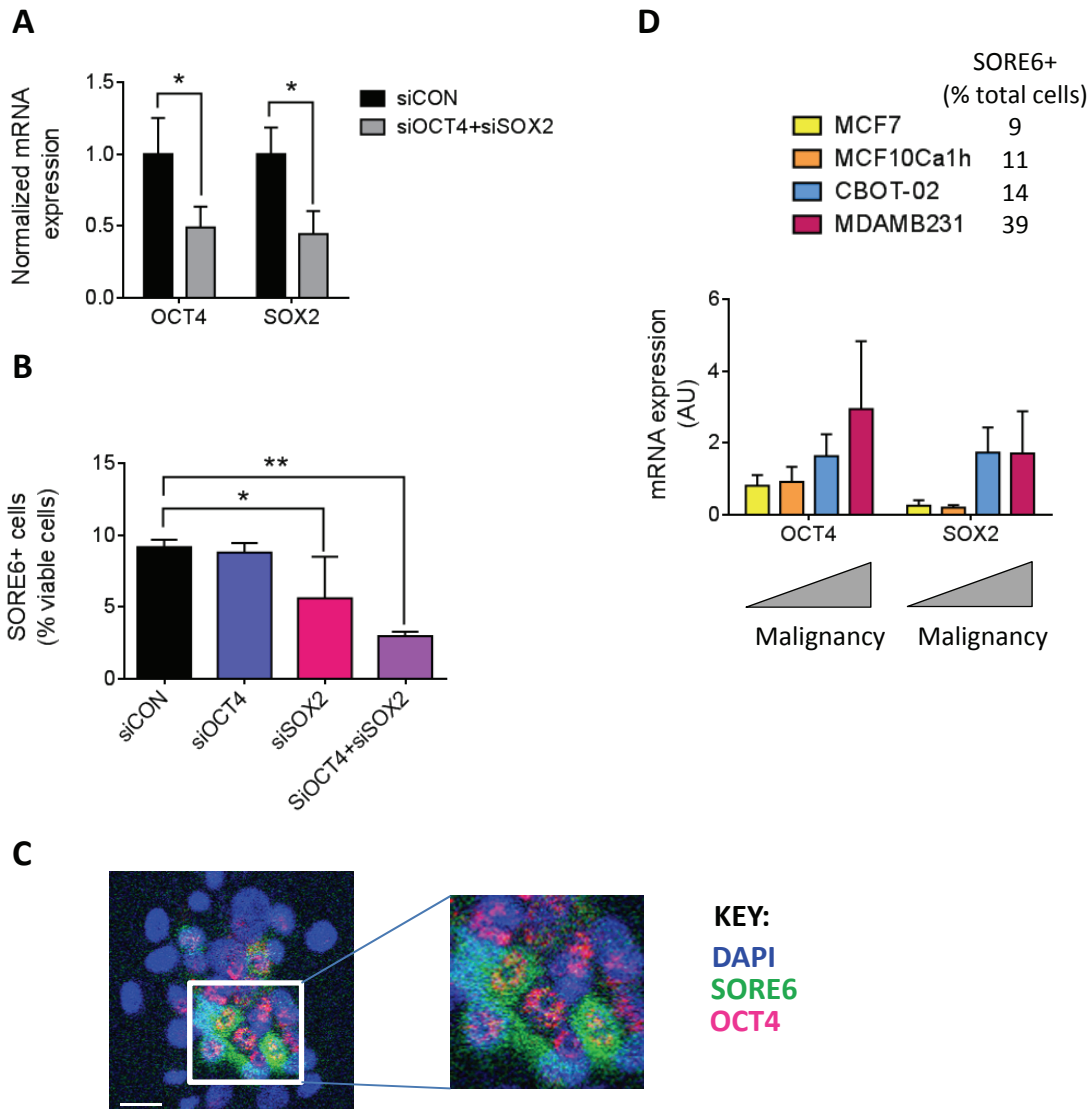 A
Normalized mRNA
expression
1.5
1.0
0.5
0.0
*
*
OCT4
SOX2
siCON
siOCT4+siSOX2
B
SORE6+ cells
(% viable cells)
15
10
5
0
**
*
siCON
siOCT4
siSOX2
SiOCT4+siSOX2
C
KEY:
DAPI
SORE6
OCT4
D
SORE6+
(% total cells)
MCF7 9
MCF10Ca1h 11
CBOT-02 14
MDAMB231 39
mRNA expression
(AU)
6
4
2
0
OCT4
SOX2
Malignancy
Malignancy